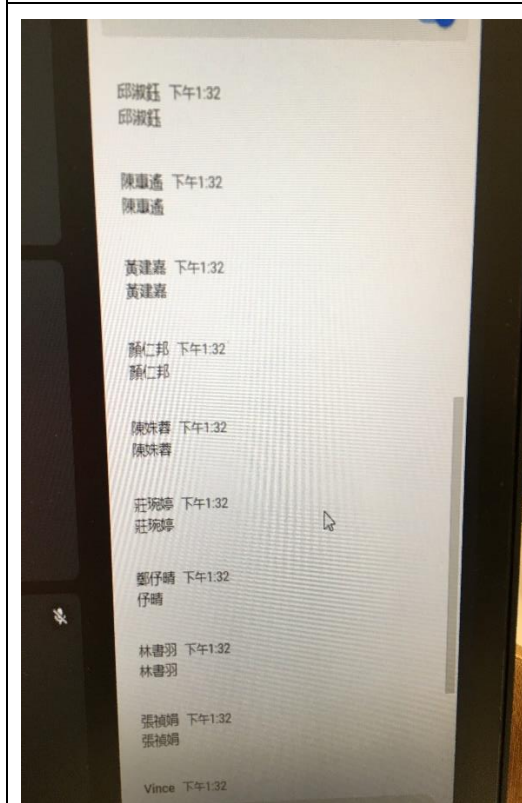 邱淑鈺 下午1:32
邱淑鈺
陳車遙 下午1:32
陳車遙
黃建嘉 下午1:32
黃建嘉
顏仁邦 下午1:32
顏仁邦
陳姝蓉 下午1:32
陳姝蓉
莊琬婷 下午1:32
莊琬婷
鄭伃晴 下午1:32
伃晴
林書羽 下午1:32
林書羽
張禎娟 下午1:32
張禎娟
Vince 下午1:32